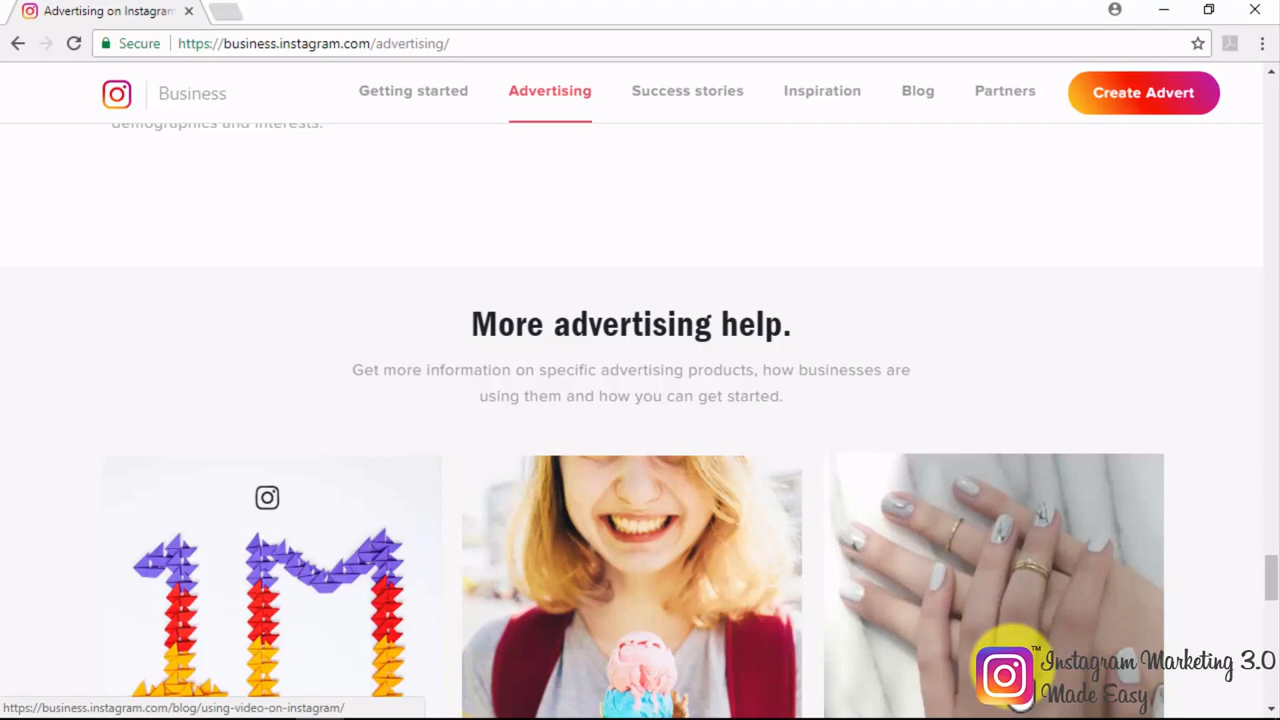 Advertising on Instagram
Secure
https://business.instagram.com/advertising/
Business
Getting started
Advertising
Success stories
Inspiration
Blog
Partners
Create Advert
demographics and interests.
More advertising help.
Get more information on specific advertising products, how businesses are
using them and how you can get started.
1M
Instagram Marketing 3.0
™
Made Easy
https://business.instagram.com/blog/using-video-on-instagram/